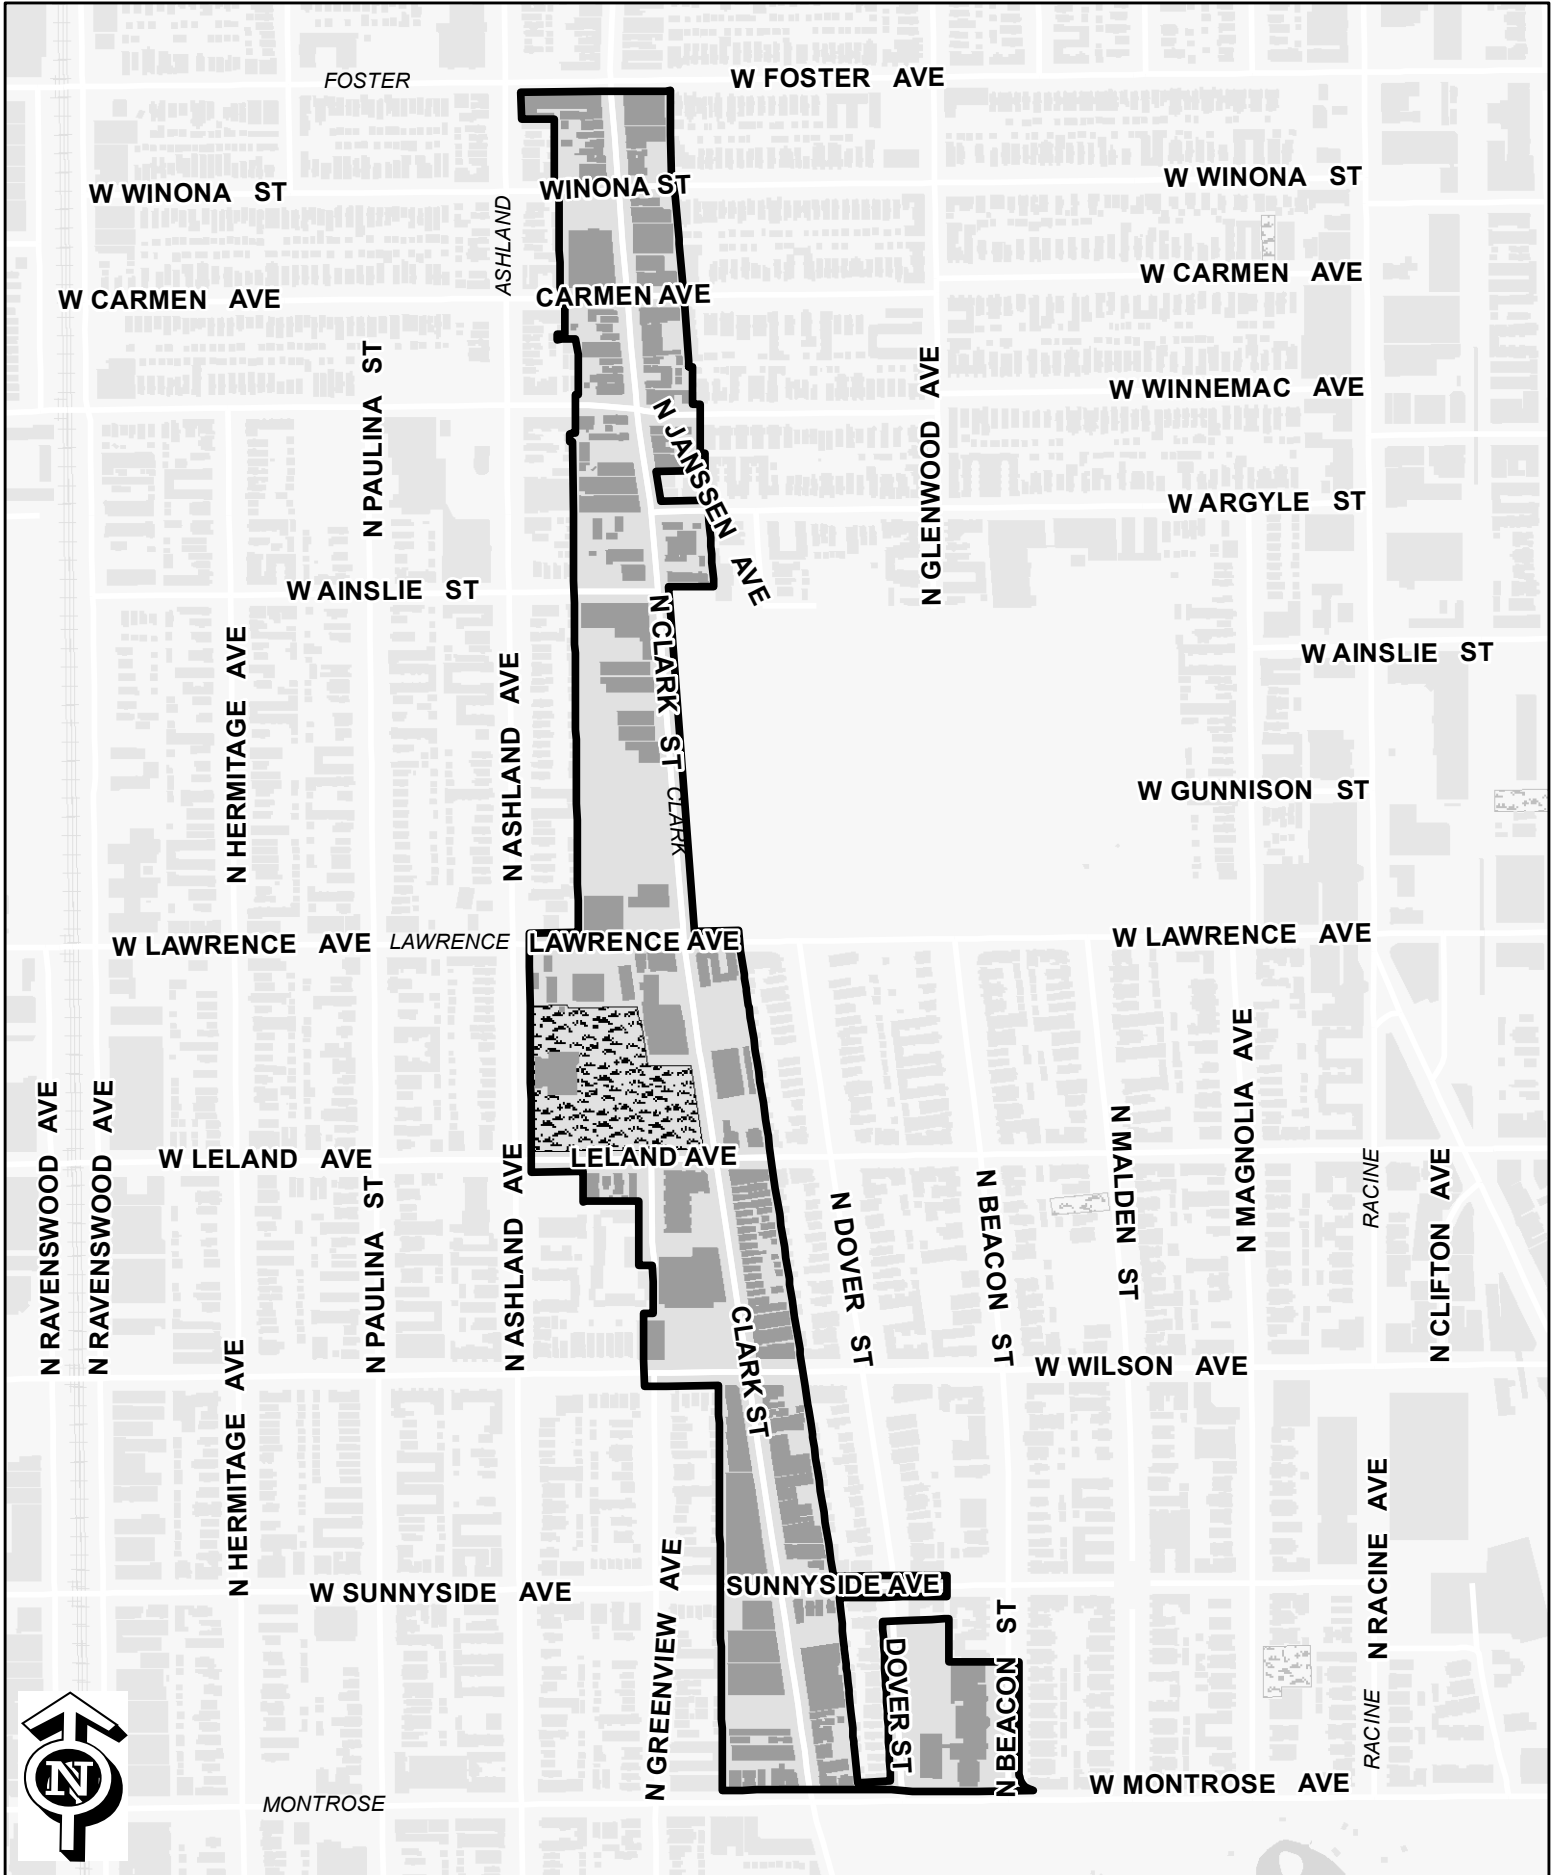 FOSTER
W FOSTER AVE
W WINONA ST
WINONA ST
W WINONA ST
ASHLAND
W CARMEN AVE
CARMEN AVE
W CARMEN AVE
N PAULINA ST
N GLENWOOD AVE
W WINNEMAC AVE
N JANSSEN AVE
W ARGYLE ST
W AINSLIE ST
N CLARK ST
W AINSLIE ST
N HERMITAGE AVE
N ASHLAND AVE
CLARK
W GUNNISON ST
W LAWRENCE AVE
LAWRENCE
LAWRENCE AVE
W LAWRENCE AVE
N RAVENSWOOD AVE
N RAVENSWOOD AVE
W LELAND AVE
LELAND AVE
N PAULINA ST
N ASHLAND AVE
N DOVER ST
N BEACON ST
N MALDEN ST
N MAGNOLIA AVE
RACINE
N CLIFTON AVE
CLARK ST
W WILSON AVE
N HERMITAGE AVE
N RACINE AVE
W SUNNYSIDE AVE
N GREENVIEW AVE
SUNNYSIDE AVE
DOVER ST
N BEACON ST
RACINE
N
MONTROSE
W MONTROSE AVE